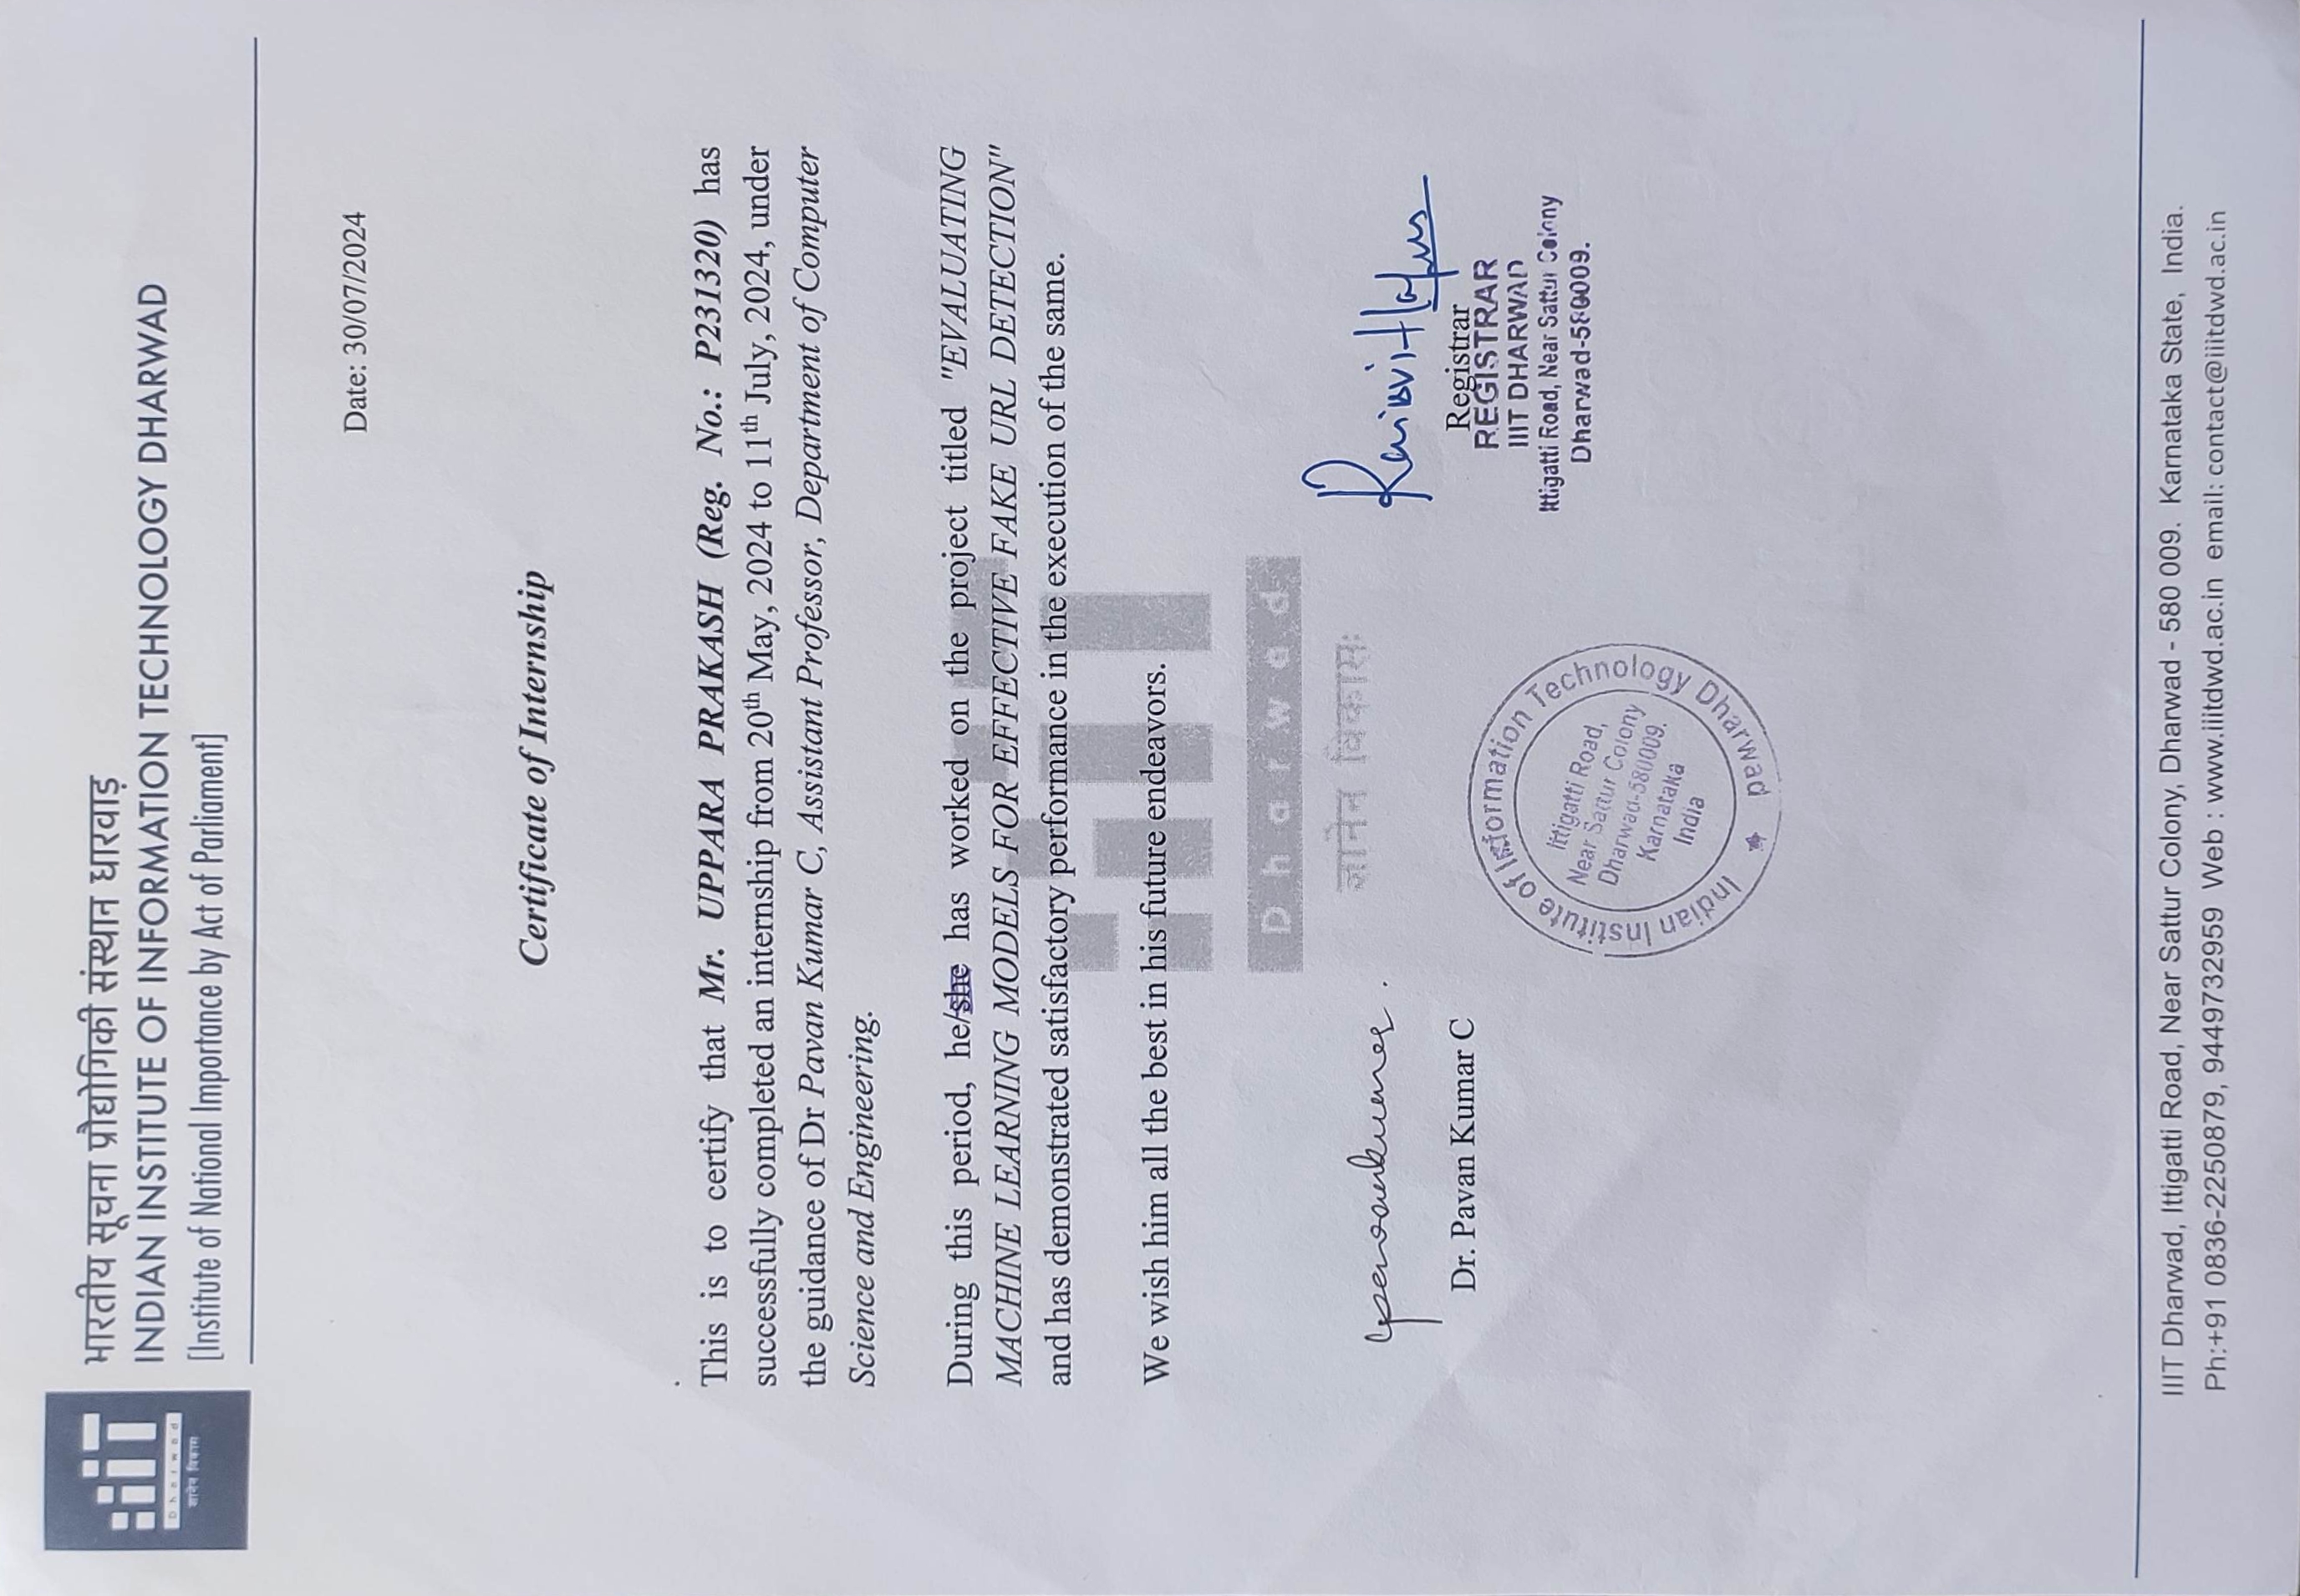 IIIT
Dharwad
ज्ञानेन विकासः
भारतीय सूचना प्रौद्योगिकी संस्थान धारवाड़
INDIAN INSTITUTE OF INFORMATION TECHNOLOGY DHARWAD
[Institute of National Importance by Act of Parliament]
Date: 30/07/2024
Certificate of Internship
This is to certify that Mr. UPPARA PRAKASH (Reg. No.: P231320) has
successfully completed an internship from 20th May, 2024 to 11th July, 2024, under
the guidance of Dr Pavan Kumar C, Assistant Professor, Department of Computer
Science and Engineering.
During this period, he/she has worked on the project titled "EVALUATING
MACHINE LEARNING MODELS FOR EFFECTIVE FAKE URL DETECTION"
and has demonstrated satisfactory performance in the execution of the same.
We wish him all the best in his future endeavors.
IIIT
Dharwad
ज्ञानेन विकासः
Dr. Pavan Kumar C
Registrar
REGISTRAR
IIIT DHARWAD
Ittigatti Road, Near Sattur Colony
Dharwad-580009.
Indian Institute of Information Technology Dharwad
Ittigatti Road,
Near Sattur Colony
Dharwad-580009.
Karnataka
India
IIIT Dharwad, Ittigatti Road, Near Sattur Colony, Dharwad - 580 009. Karnataka State, India.
Ph:+91 0836-2250879, 9449732959 Web : www.iiitdwd.ac.in email: contact@iiitdwd.ac.in